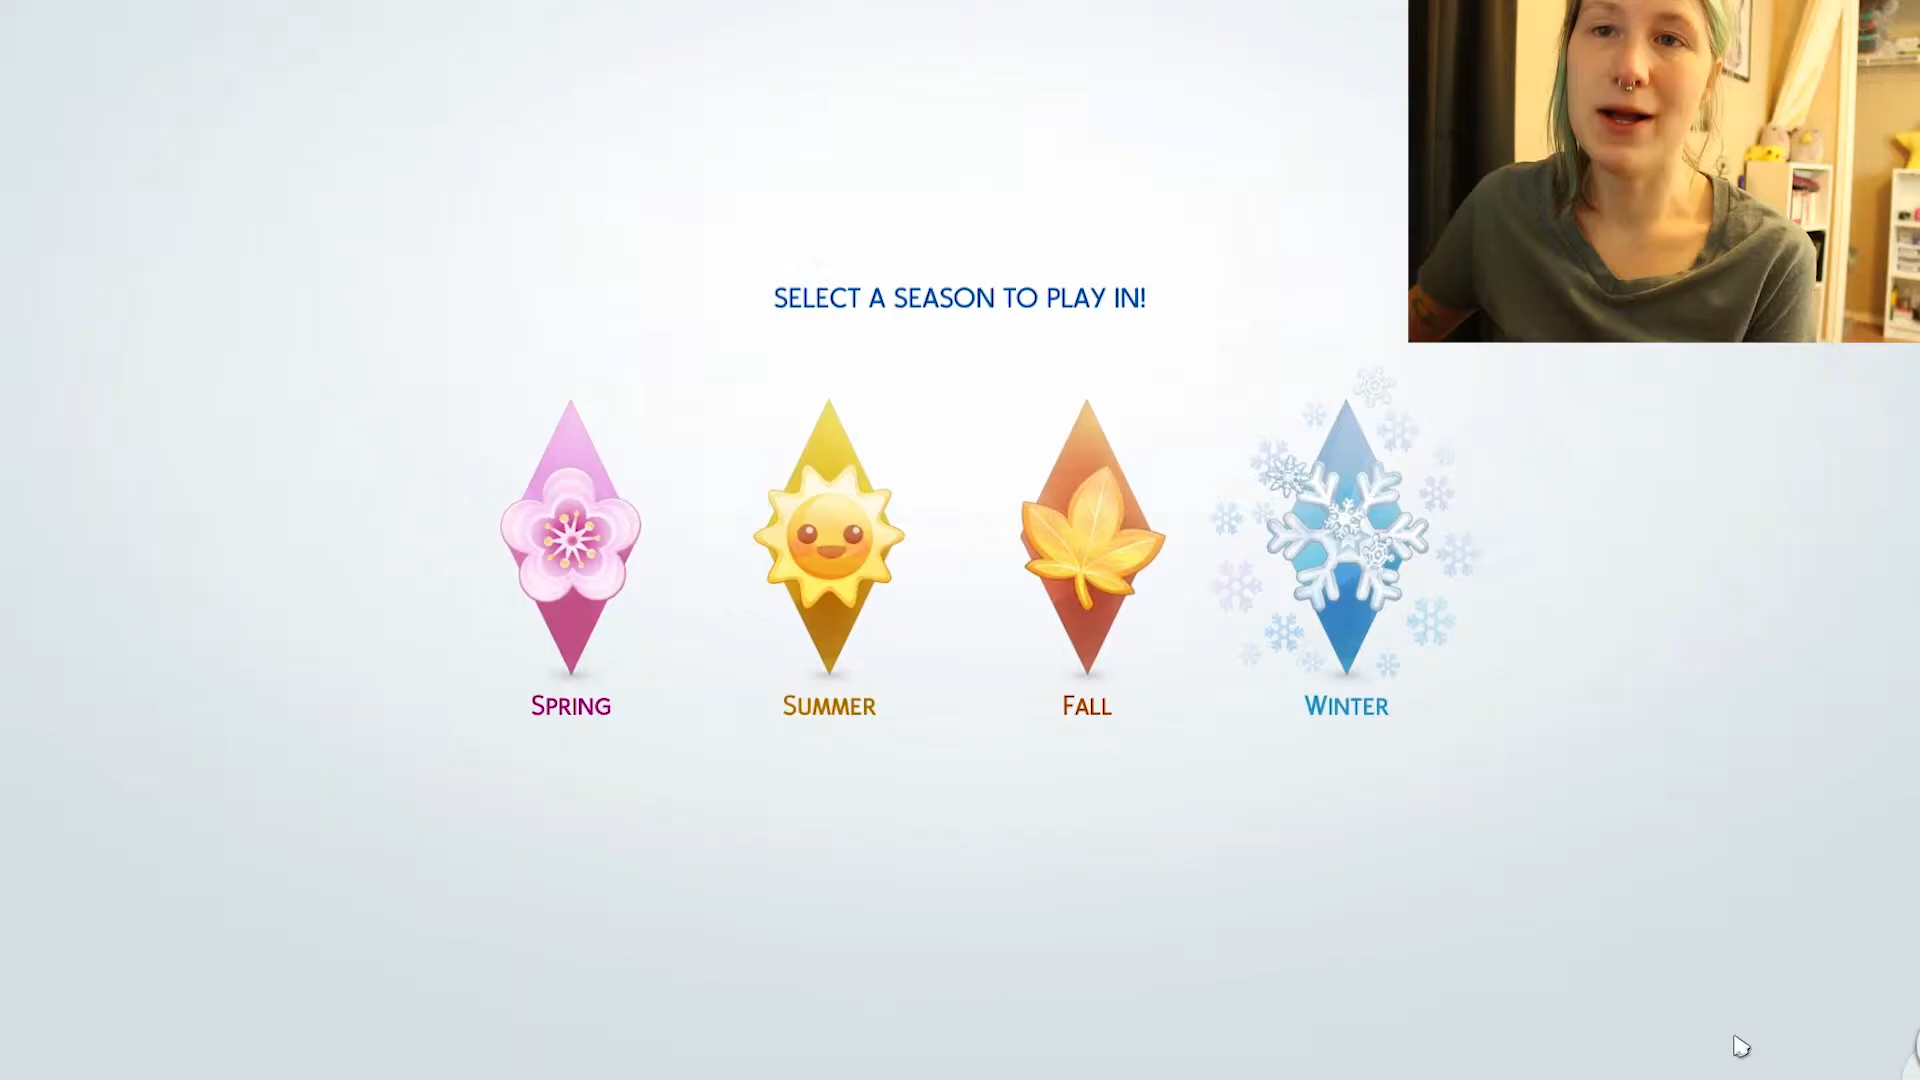 SELECT A SEASON TO PLAY IN!
SPRING
SUMMER
FALL
WINTER